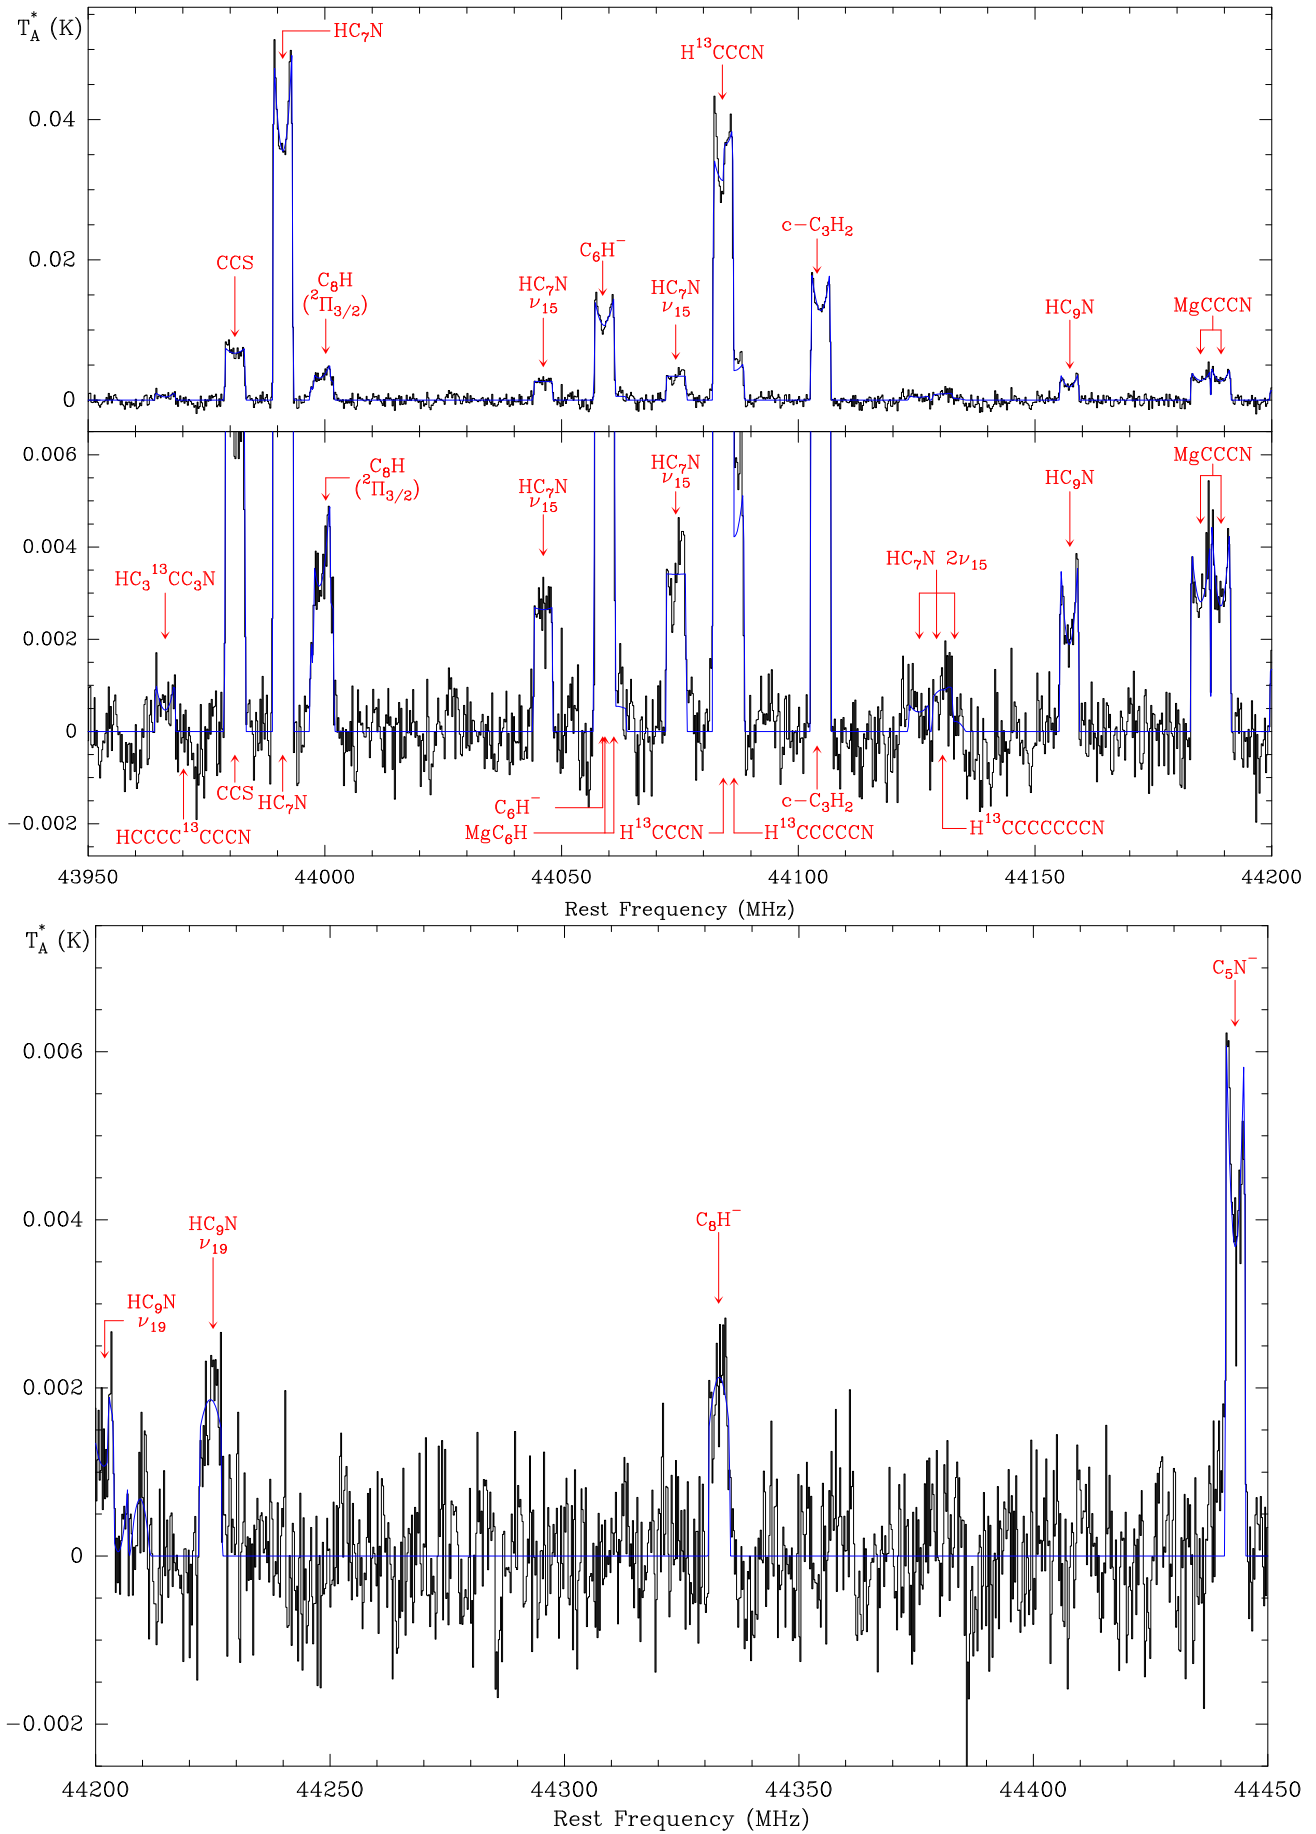 T*A (K)
HC7N
H13CCCN
0.04
c−C3H2
C6H−
CCS
C8H
(2Π3/2)
HC7N
ν15
HC7N
ν15
HC9N
MgCCCN
0.02
0
0.006
C8H
(2Π3/2)
HC7N
ν15
HC7N
ν15
HC9N
MgCCCN
0.004
HC3 13CC3N
HC7N 2ν15
0.002
0
−0.002
CCS
HC7N
C6H−
c−C3H2
HCCCC13CCCN
MgC6H
H13CCCN
H13CCCCCN
H13CCCCCCCN
43950 44000 44050 44100 44150 44200
Rest Frequency (MHz)
T*A (K)
C5N−
0.006
0.004
HC9N
ν19
C8H−
HC9N
ν19
0.002
0
−0.002
44200 44250 44300 44350 44400 44450
Rest Frequency (MHz)